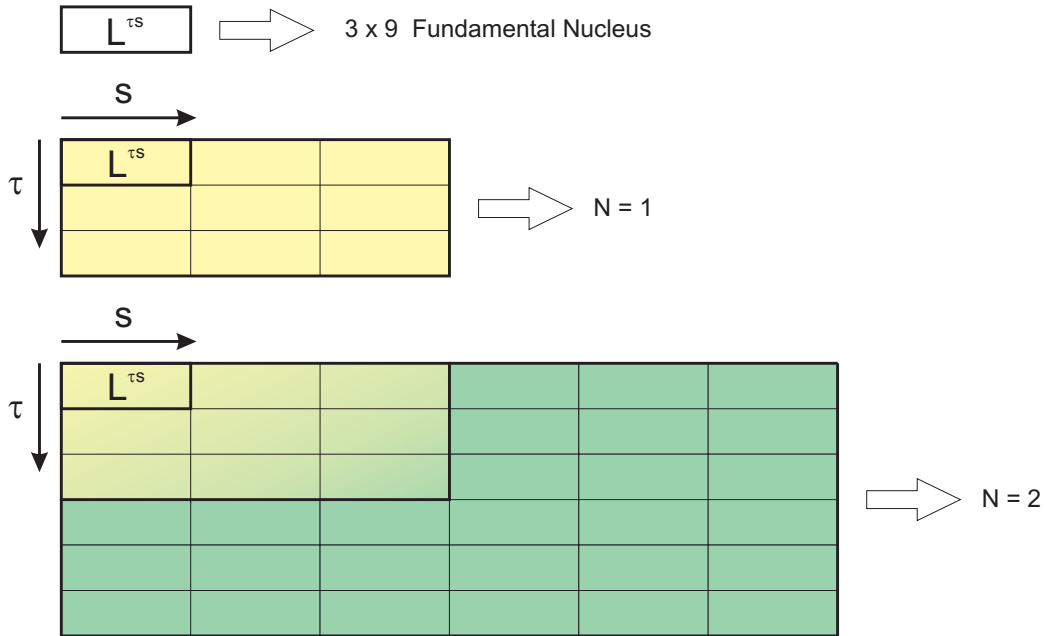 L^τs 3 x 9 Fundamental Nucleus
s
L^τs
τ
N = 1
s
L^τs
τ
N = 2